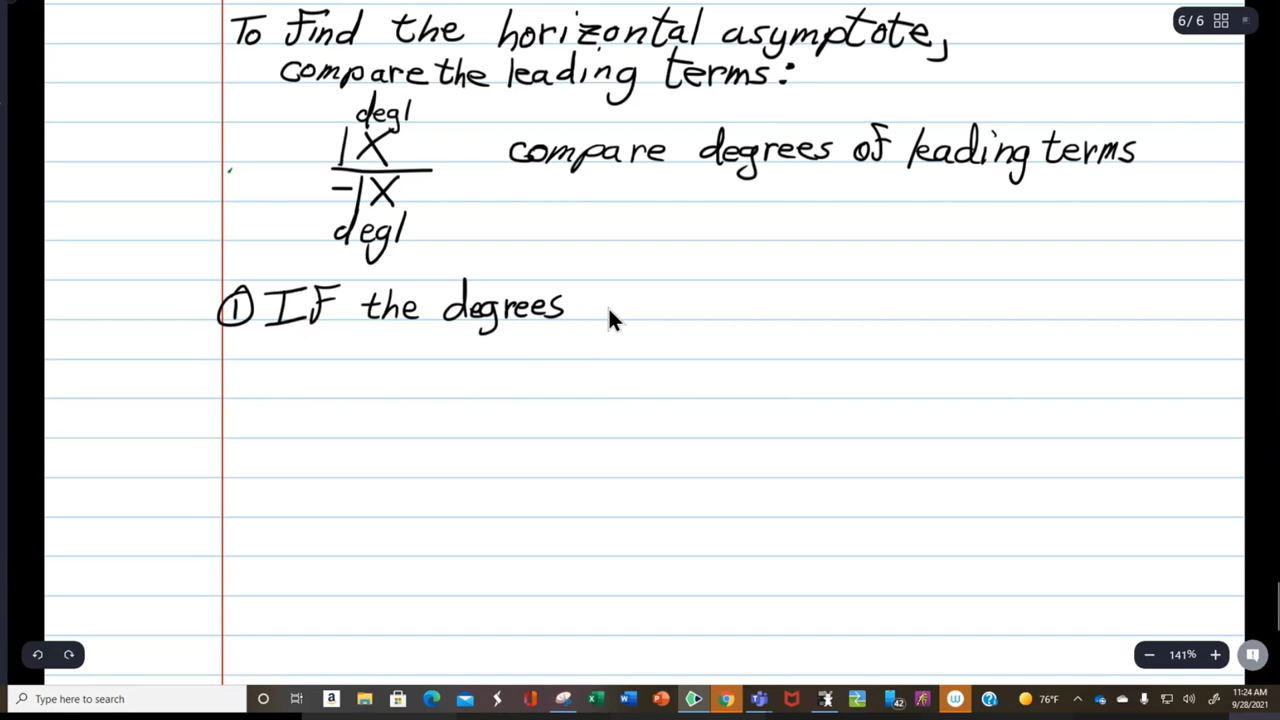 6/6
To Find the horizontal asymptote,
compare the leading terms:
deg1
1X
compare degrees of leading terms
-1X
deg1
① IF the degrees
141%
Type here to search
42
76°F
11:24 AM
9/28/2021